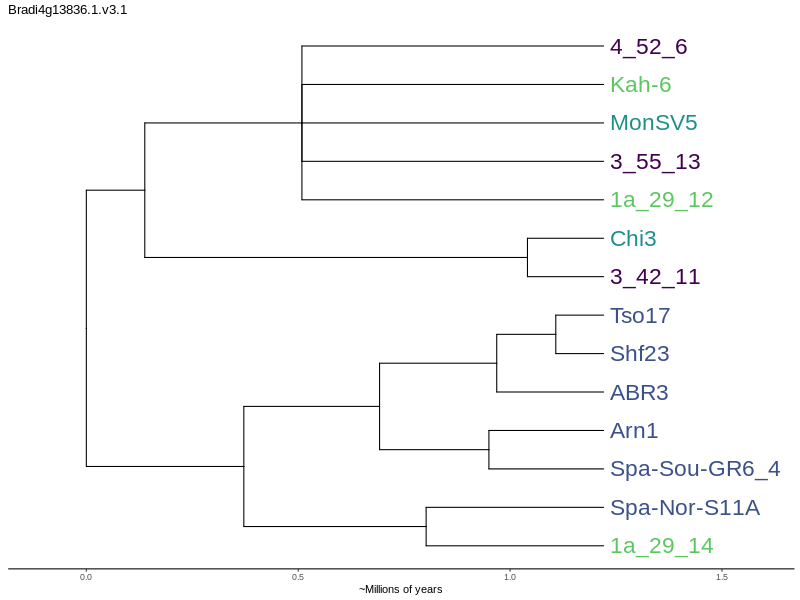 Bradi4g13836.1.v3.1
4_52_6
Kah-6
MonSV5
3_55_13
1a_29_12
Chi3
3_42_11
Tso17
Shf23
ABR3
Arn1
Spa-Sou-GR6_4
Spa-Nor-S11A
1a_29_14
0.0 0.5 1.0 1.5
~Millions of years